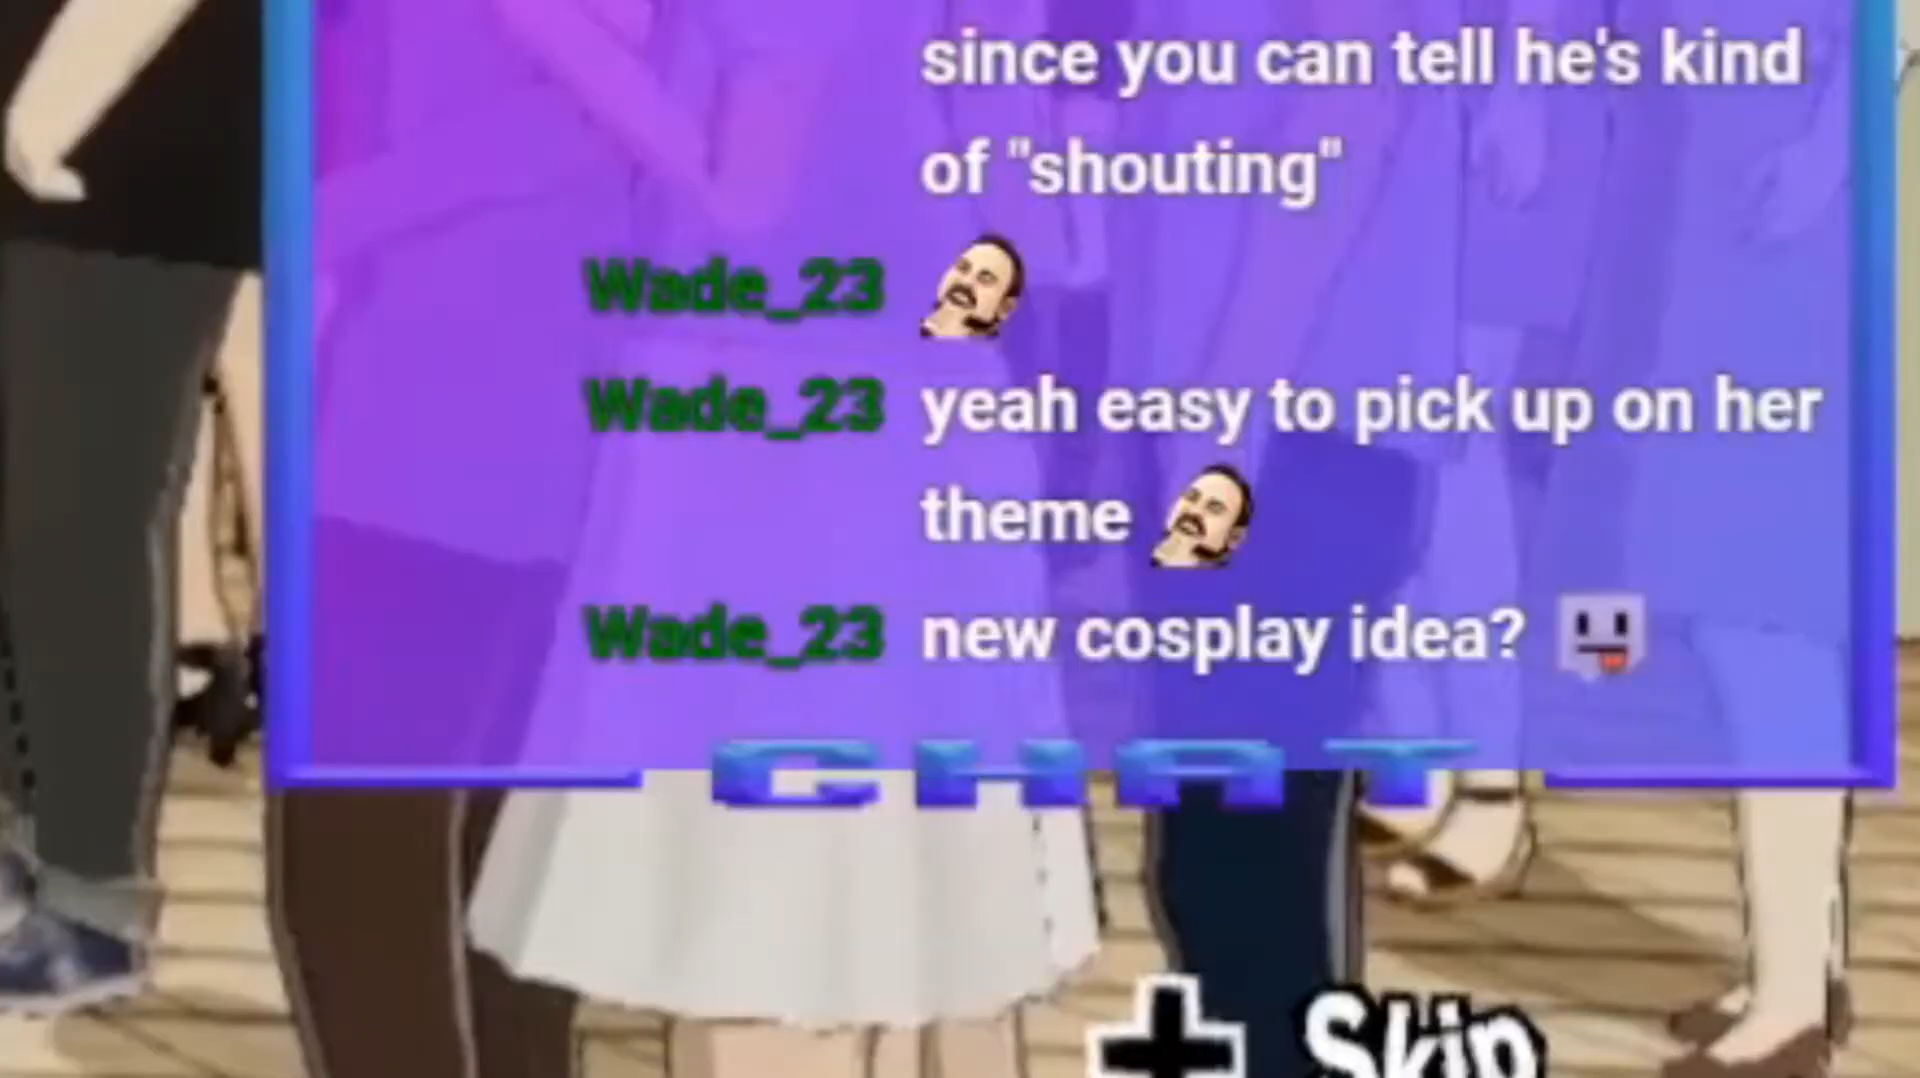 since you can tell he's kind
of "shouting"
Wade_23
Wade_23 yeah easy to pick up on her
theme
Wade_23 new cosplay idea?
CHAT
Skip